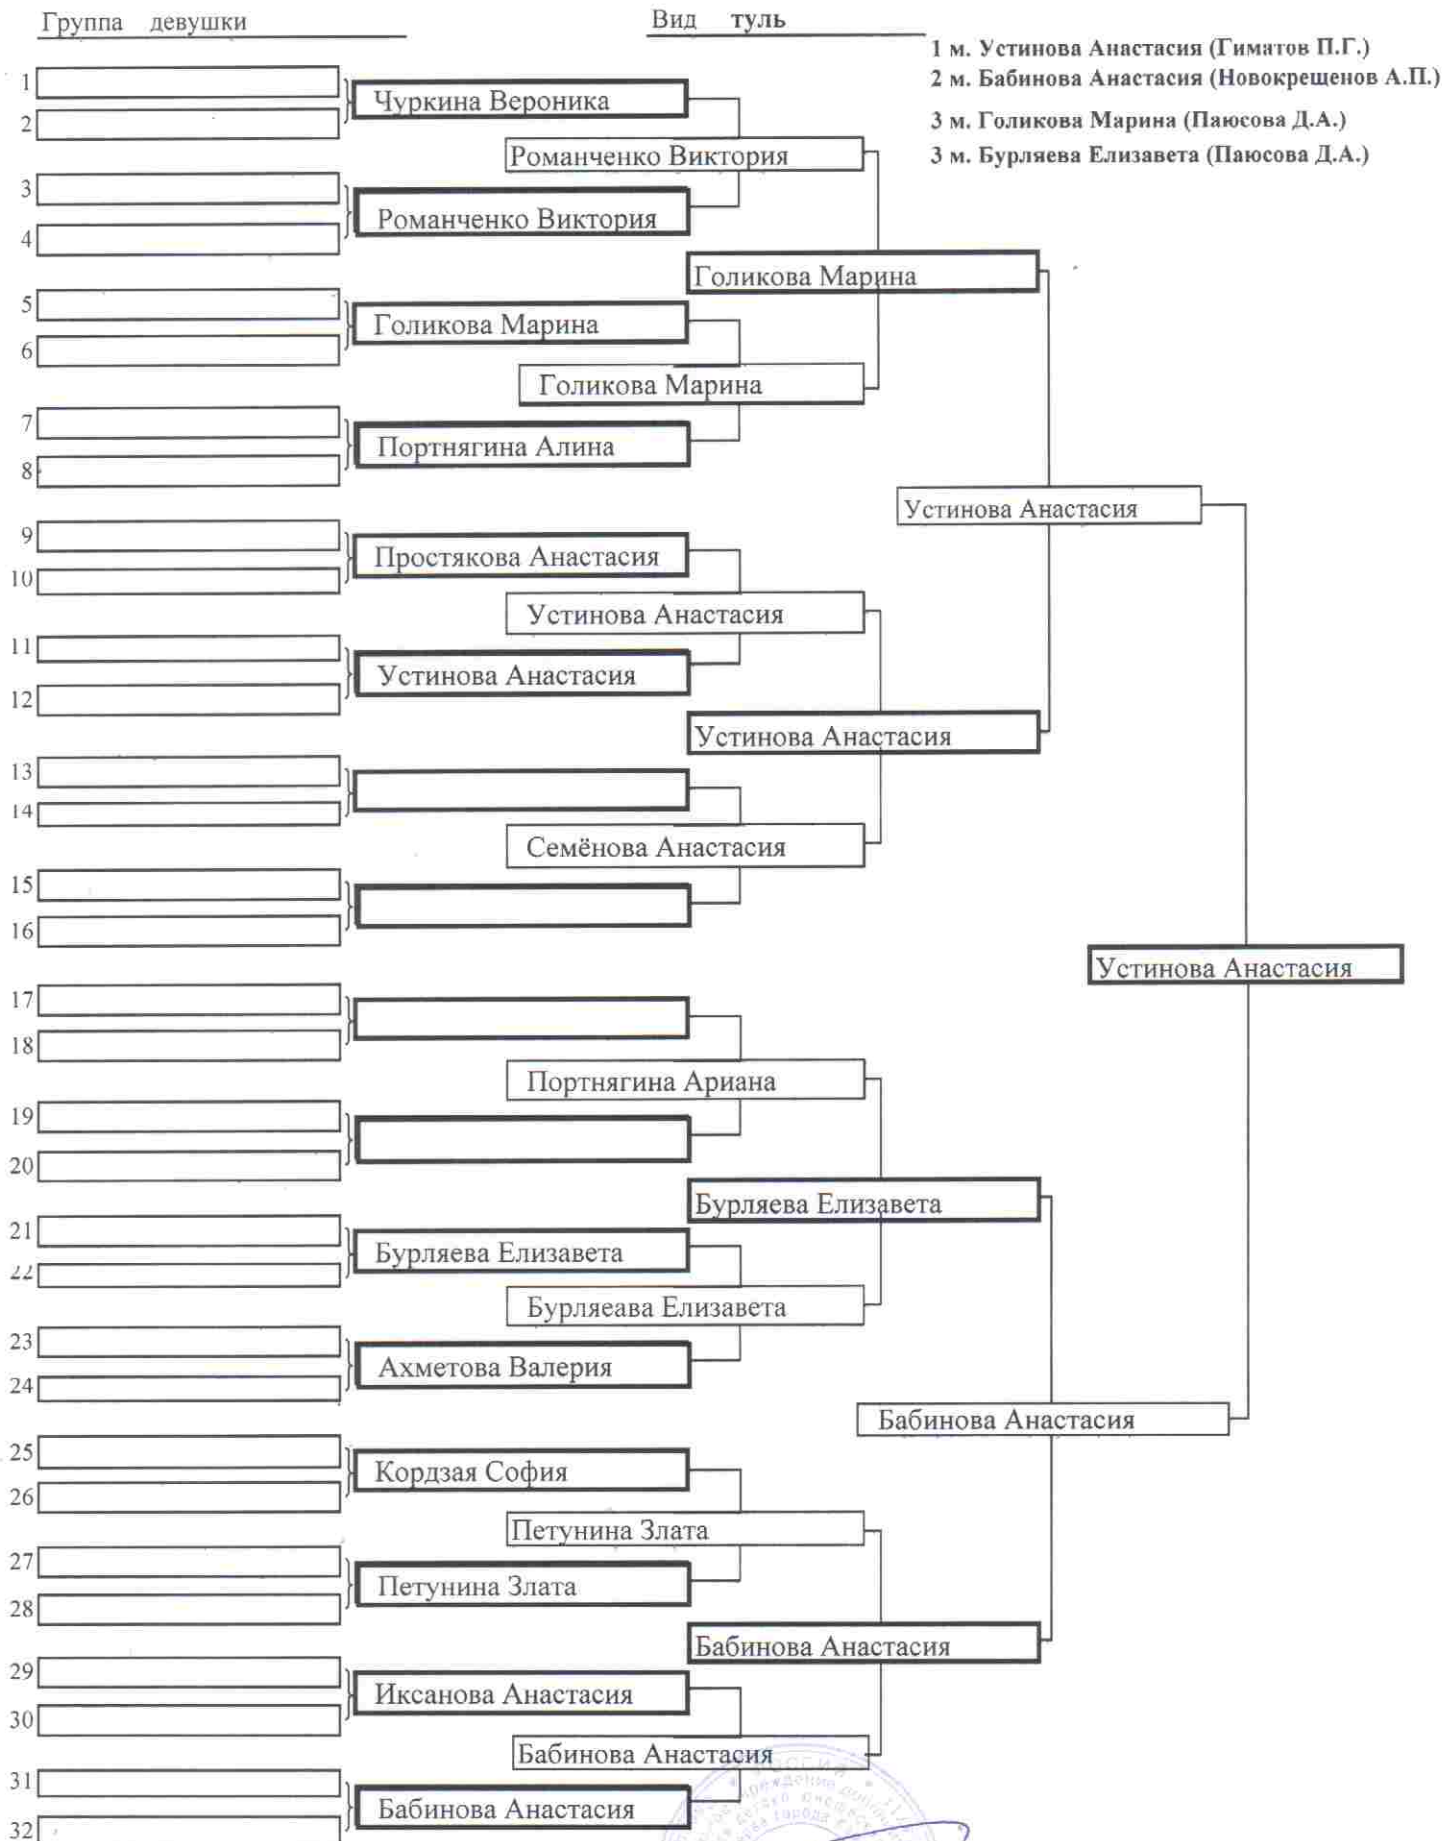 Группа девушки
Вид туль
1 м. Устинова Анастасия (Гиматов П.Г.)
2 м. Бабинова Анастасия (Новокрещенов А.П.)
3 м. Голикова Марина (Паюсова Д.А.)
3 м. Бурляева Елизавета (Паюсова Д.А.)
1
Чуркина Вероника
2
Романченко Виктория
3
Романченко Виктория
4
Голикова Марина
5
Голикова Марина
6
Голикова Марина
7
Портнягина Алина
8
Устинова Анастасия
9
Простякова Анастасия
10
Устинова Анастасия
11
Устинова Анастасия
12
Устинова Анастасия
13
14
Семёнова Анастасия
15
16
Устинова Анастасия
17
18
Портнягина Ариана
19
20
Бурляева Елизавета
21
Бурляева Елизавета
22
Бурляеава Елизавета
23
Ахметова Валерия
24
Бабинова Анастасия
25
Кордзая София
26
Петунина Злата
27
Петунина Злата
28
Бабинова Анастасия
29
Иксанова Анастасия
30
Бабинова Анастасия
31
Бабинова Анастасия
32
РОССИЯ